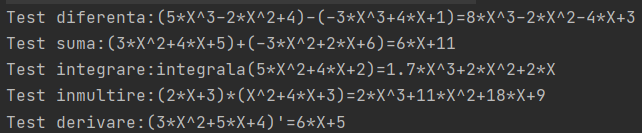 Test diferenta:(5*X^3-2*X^2+4)-(-3*X^3+4*X+1)=8*X^3-2*X^2-4*X+3
Test suma:(3*X^2+4*X+5)+(-3*X^2+2*X+6)=6*X+11
Test integrare:integrala(5*X^2+4*X+2)=1.7*X^3+2*X^2+2*X
Test inmultire:(2*X+3)*(X^2+4*X+3)=2*X^3+11*X^2+18*X+9
Test derivare:(3*X^2+5*X+4)'=6*X+5